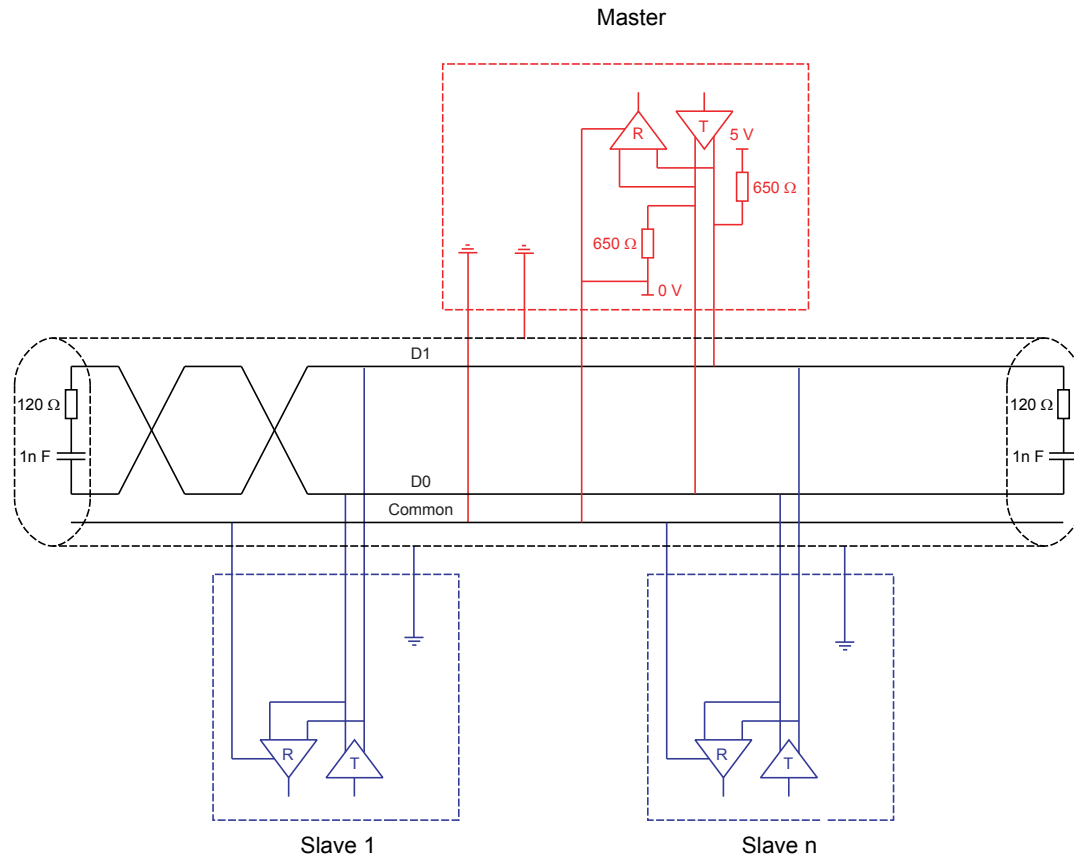 Master
R
T
5 V
650 Ω
650 Ω
0 V
D1
120 Ω
120 Ω
1n F
1n F
D0
Common
R
T
R
T
Slave 1
Slave n